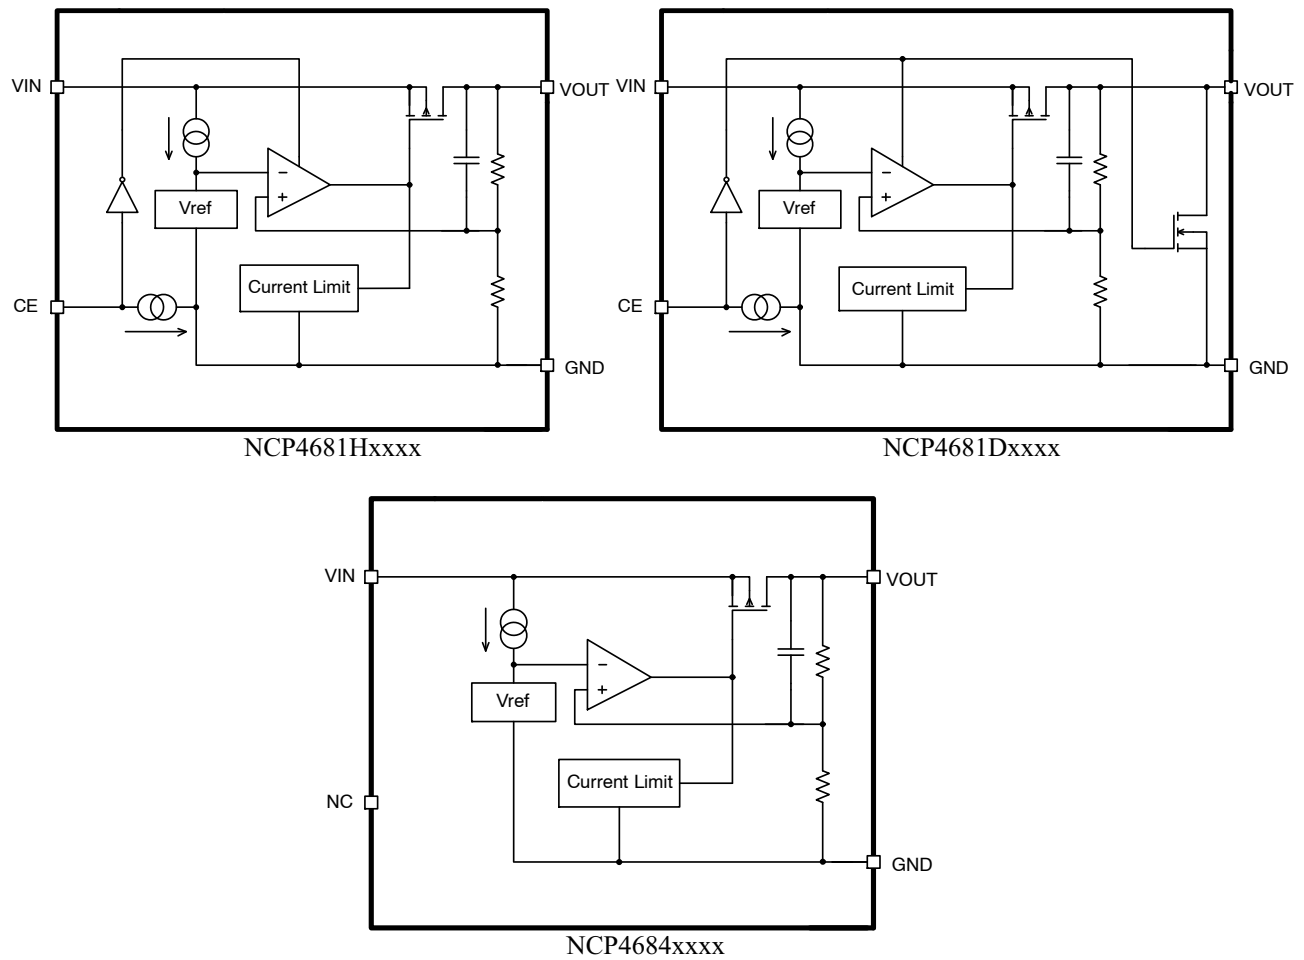 VIN
VOUT
Vref
Current Limit
CE
GND
NCP4681Hxxxx
VIN
VOUT
Vref
Current Limit
CE
GND
NCP4681Dxxxx
VIN
VOUT
Vref
Current Limit
NC
GND
NCP4684xxxx